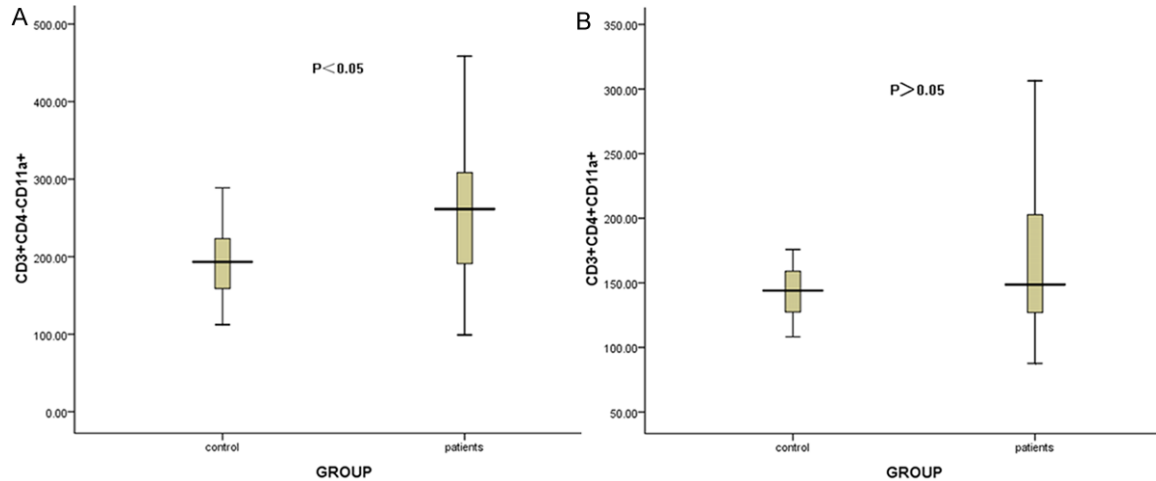 A
500.00
400.00
300.00
200.00
100.00
0.00
CD3+CD4-CD11a+
P<0.05
control
patients
GROUP
B
350.00
300.00
250.00
200.00
150.00
100.00
50.00
CD3+CD4+CD11a+
P>0.05
control
patients
GROUP